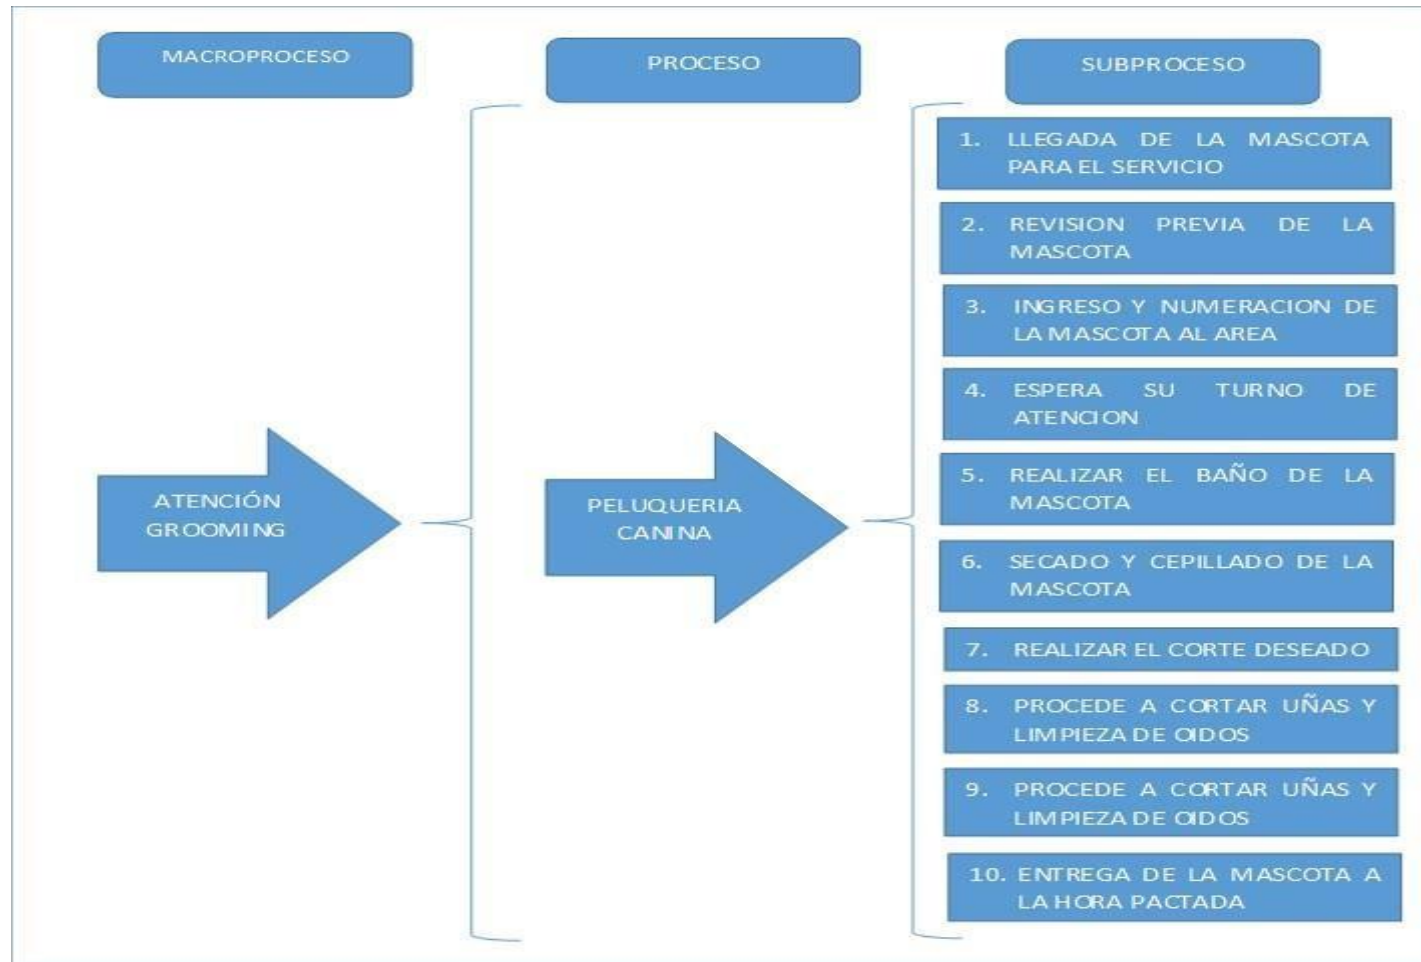 MACROPROCESO
PROCESO
SUBPROCESO
ATENCIÓN
GROOMING
PELUQUERIA
CANINA
1. LLEGADA DE LA MASCOTA
PARA EL SERVICIO
2. REVISION PREVIA DE LA
MASCOTA
3. INGRESO Y NUMERACION DE
LA MASCOTA AL AREA
4. ESPERA SU TURNO DE
ATENCION
5. REALIZAR EL BAÑO DE LA
MASCOTA
6. SECADO Y CEPILLADO DE LA
MASCOTA
7. REALIZAR EL CORTE DESEADO
8. PROCEDE A CORTAR UÑAS Y
LIMPIEZA DE OIDOS
9. PROCEDE A CORTAR UÑAS Y
LIMPIEZA DE OIDOS
10. ENTREGA DE LA MASCOTA A
LA HORA PACTADA